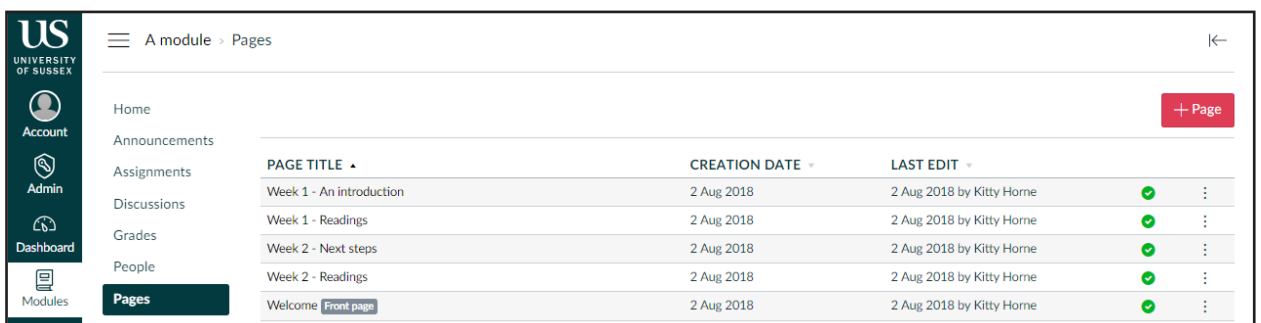 US
UNIVERSITY
OF SUSSEX
A module > Pages
Account
Admin
Dashboard
Modules
Home
Announcements
Assignments
Discussions
Grades
People
Pages
+ Page
PAGE TITLE CREATION DATE LAST EDIT
Week 1 - An introduction 2 Aug 2018 2 Aug 2018 by Kitty Horne
Week 1 - Readings 2 Aug 2018 2 Aug 2018 by Kitty Horne
Week 2 - Next steps 2 Aug 2018 2 Aug 2018 by Kitty Horne
Week 2 - Readings 2 Aug 2018 2 Aug 2018 by Kitty Horne
Welcome Front page 2 Aug 2018 2 Aug 2018 by Kitty Horne